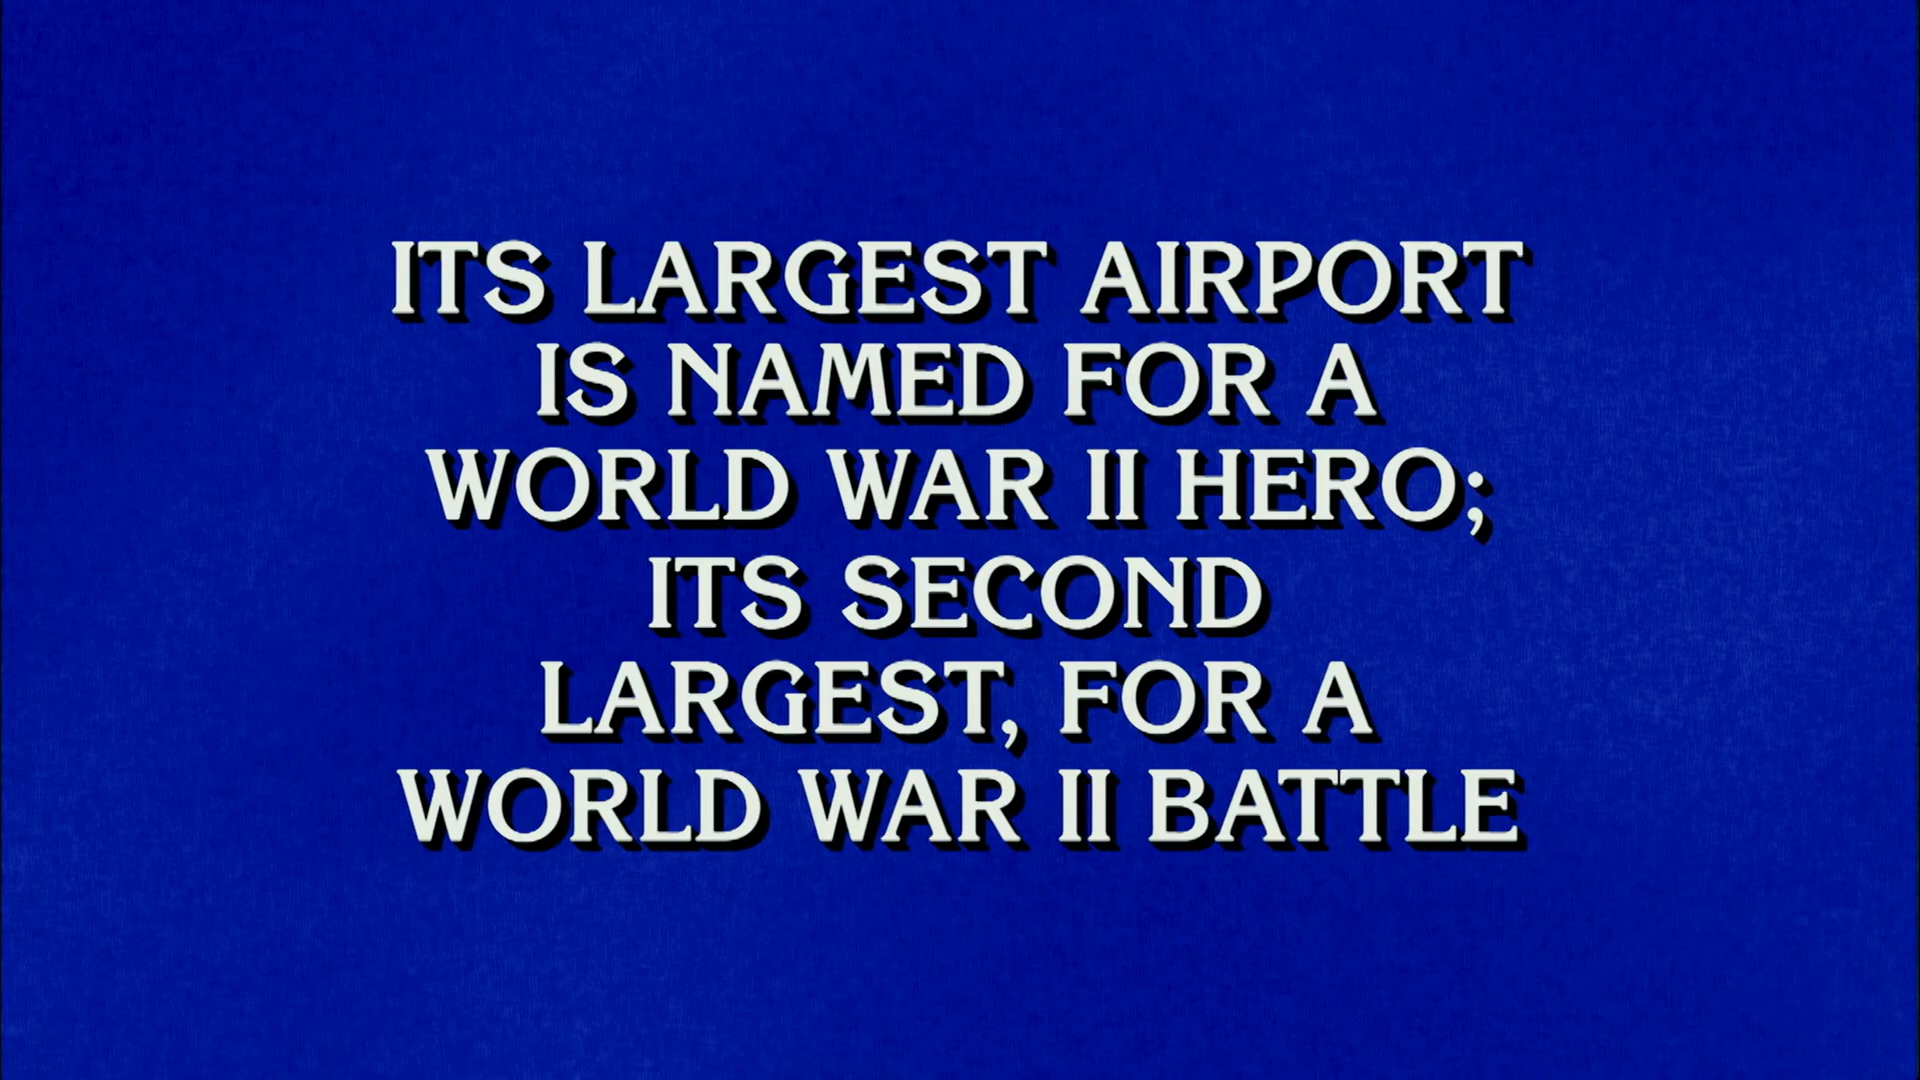 ITS LARGEST AIRPORT
IS NAMED FOR A
WORLD WAR II HERO;
ITS SECOND
LARGEST, FOR A
WORLD WAR II BATTLE